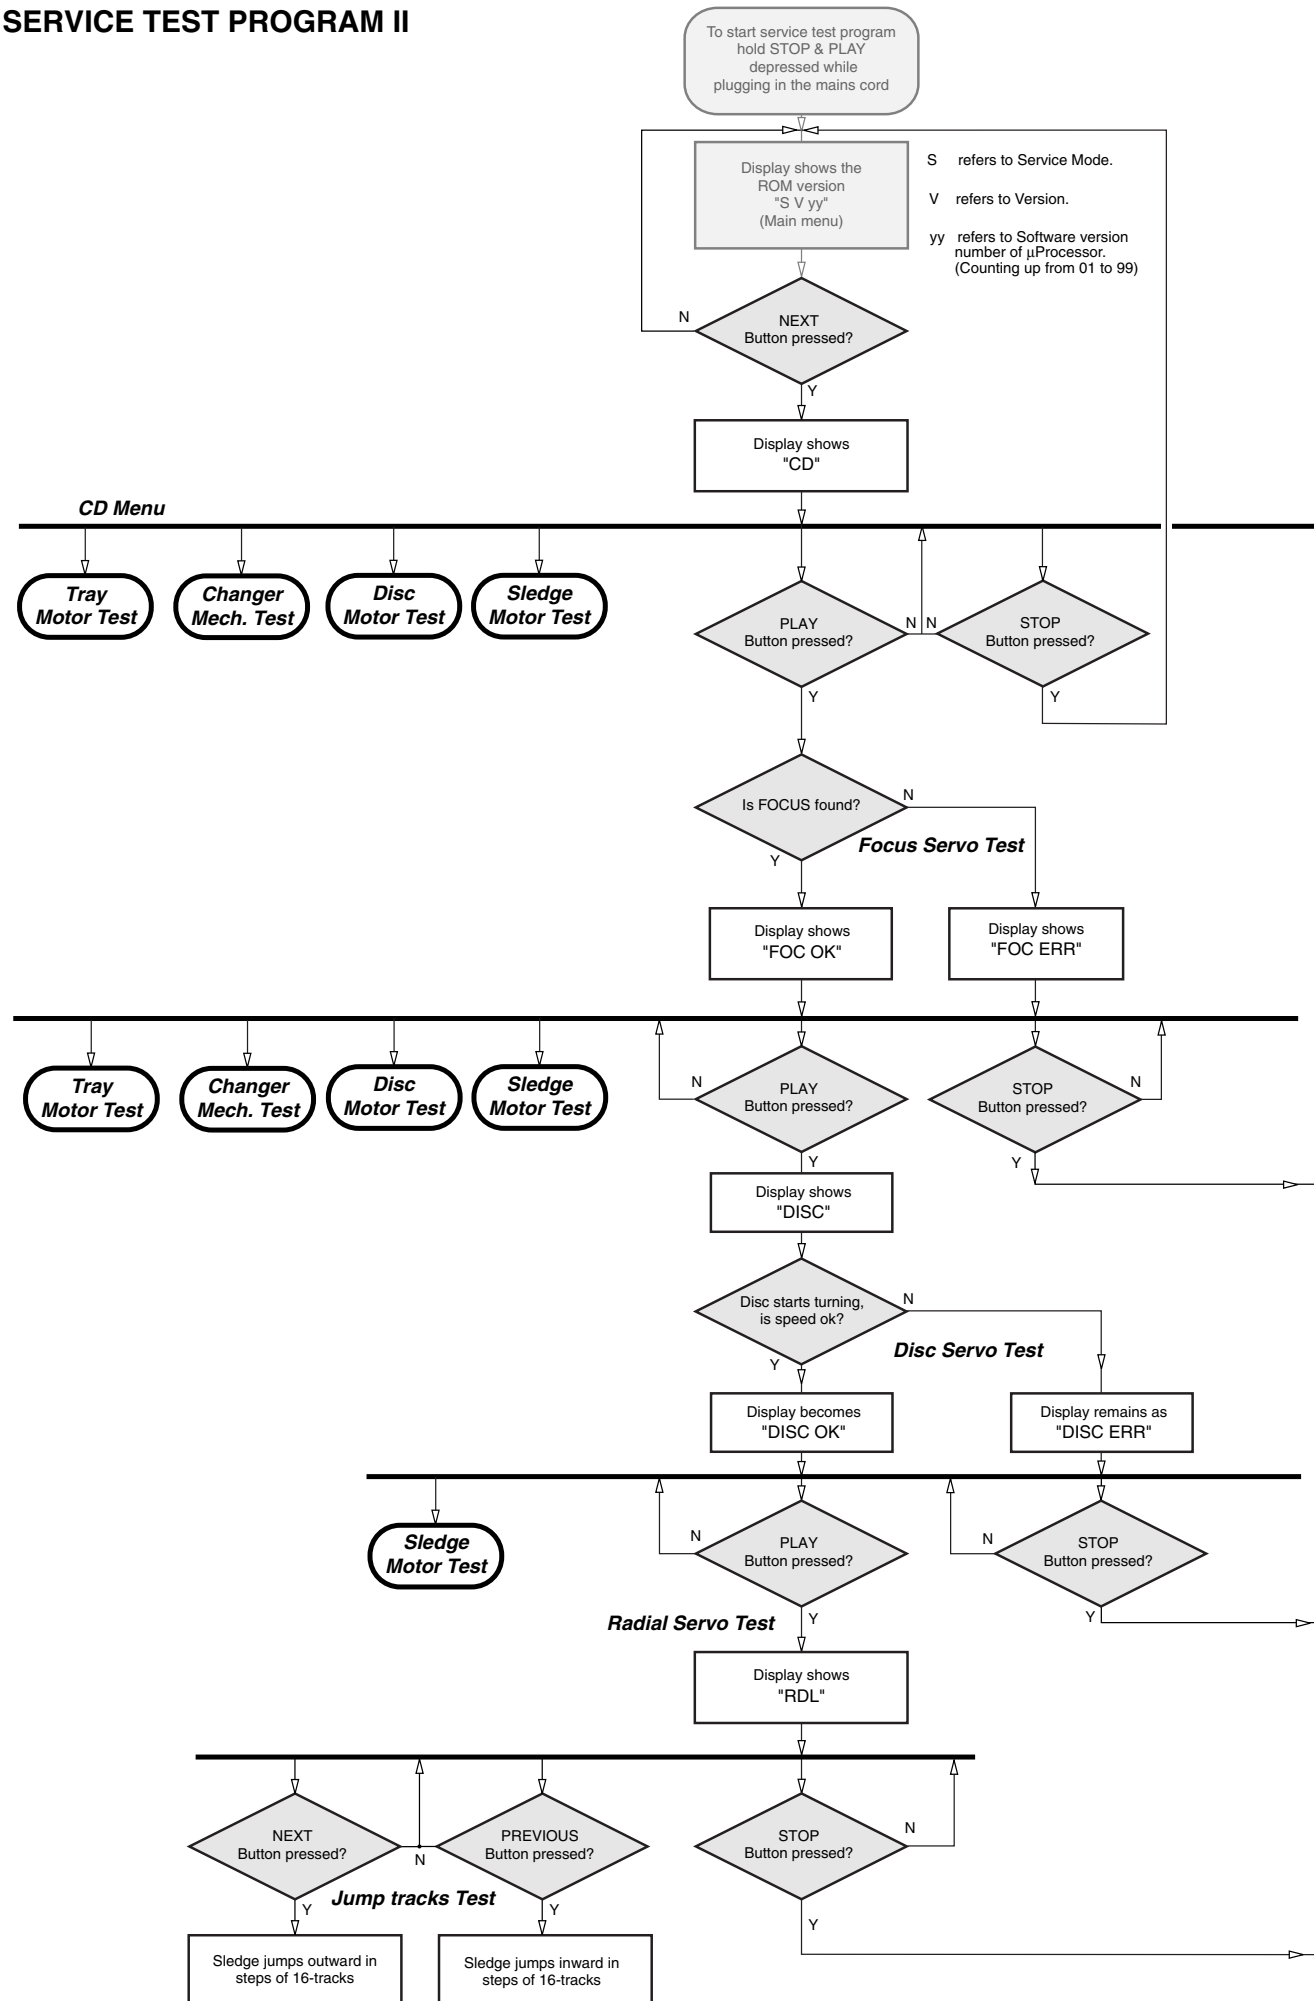 SERVICE TEST PROGRAM II
To start service test program
hold STOP & PLAY
depressed while
plugging in the mains cord
Display shows the
ROM version
"S V yy"
(Main menu)
S refers to Service Mode.
V refers to Version.
yy refers to Software version
number of µProcessor.
(Counting up from 01 to 99)
N
NEXT
Button pressed?
Y
Display shows
"CD"
CD Menu
Tray
Motor Test
Changer
Mech. Test
Disc
Motor Test
Sledge
Motor Test
PLAY
Button pressed?
N N
STOP
Button pressed?
Y
Y
Is FOCUS found?
N
Focus Servo Test
Y
Display shows
"FOC OK"
Display shows
"FOC ERR"
Tray
Motor Test
Changer
Mech. Test
Disc
Motor Test
Sledge
Motor Test
N
PLAY
Button pressed?
STOP
Button pressed?
N
Y
Y
Display shows
"DISC"
Disc starts turning,
is speed ok?
N
Disc Servo Test
Y
Display becomes
"DISC OK"
Display remains as
"DISC ERR"
Sledge
Motor Test
N
PLAY
Button pressed?
N
STOP
Button pressed?
Y
Y
Radial Servo Test
Display shows
"RDL"
NEXT
Button pressed?
N
PREVIOUS
Button pressed?
STOP
Button pressed?
N
Y
Jump tracks Test
Y
Y
Sledge jumps outward in
steps of 16-tracks
Sledge jumps inward in
steps of 16-tracks